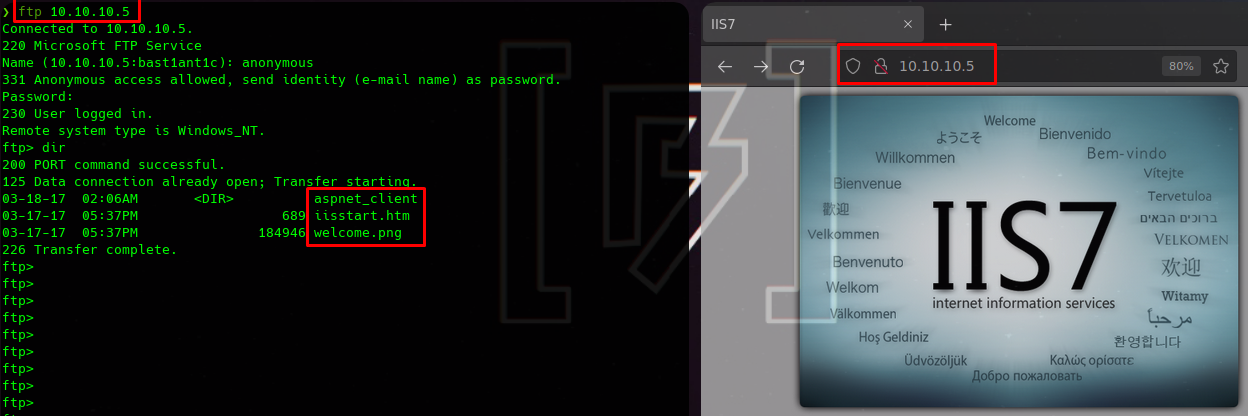 ❯ ftp 10.10.10.5
Connected to 10.10.10.5.
220 Microsoft FTP Service
Name (10.10.10.5:bast1ant1c): anonymous
331 Anonymous access allowed, send identity (e-mail name) as password.
Password:
230 User logged in.
Remote system type is Windows_NT.
ftp> dir
200 PORT command successful.
125 Data connection already open; Transfer starting.
03-18-17  02:06AM       <DIR>          aspnet_client
03-17-17  05:37PM                  689 iisstart.htm
03-17-17  05:37PM               184946 welcome.png
226 Transfer complete.
ftp>
ftp>
ftp>
ftp>
ftp>
ftp>
ftp>
ftp>
ftp>
IIS7
10.10.10.5
80%
Welcome
ようこそ
Bienvenido
Willkommen
Bem-vindo
Bienvenue
Vítejte
Tervetuloa
歡迎
ברוכים הבאים
Velkommen
VELKOMEN
Benvenuto
欢迎
Welkom
Witamy
Välkommen
مرحباً
Hoş Geldiniz
환영합니다
Üdvözöljük
Καλώς ορίσατε
Добро пожаловать
IIS7
internet information services